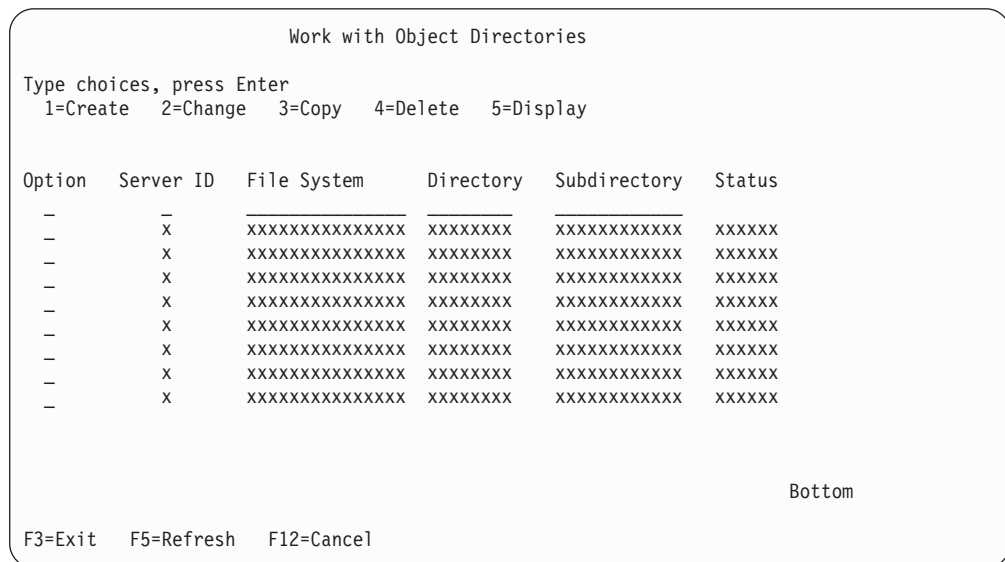 Work with Object Directories
Type choices, press Enter
1=Create 2=Change 3=Copy 4=Delete 5=Display
Option Server ID File System Directory Subdirectory Status
_ _ _______________ ________ ____________
_ x xxxxxxxxxxxxxxx xxxxxxxx xxxxxxxxxxxx xxxxxx
_ x xxxxxxxxxxxxxxx xxxxxxxx xxxxxxxxxxxx xxxxxx
_ x xxxxxxxxxxxxxxx xxxxxxxx xxxxxxxxxxxx xxxxxx
_ x xxxxxxxxxxxxxxx xxxxxxxx xxxxxxxxxxxx xxxxxx
_ x xxxxxxxxxxxxxxx xxxxxxxx xxxxxxxxxxxx xxxxxx
_ x xxxxxxxxxxxxxxx xxxxxxxx xxxxxxxxxxxx xxxxxx
_ x xxxxxxxxxxxxxxx xxxxxxxx xxxxxxxxxxxx xxxxxx
_ x xxxxxxxxxxxxxxx xxxxxxxx xxxxxxxxxxxx xxxxxx
Bottom
F3=Exit F5=Refresh F12=Cancel